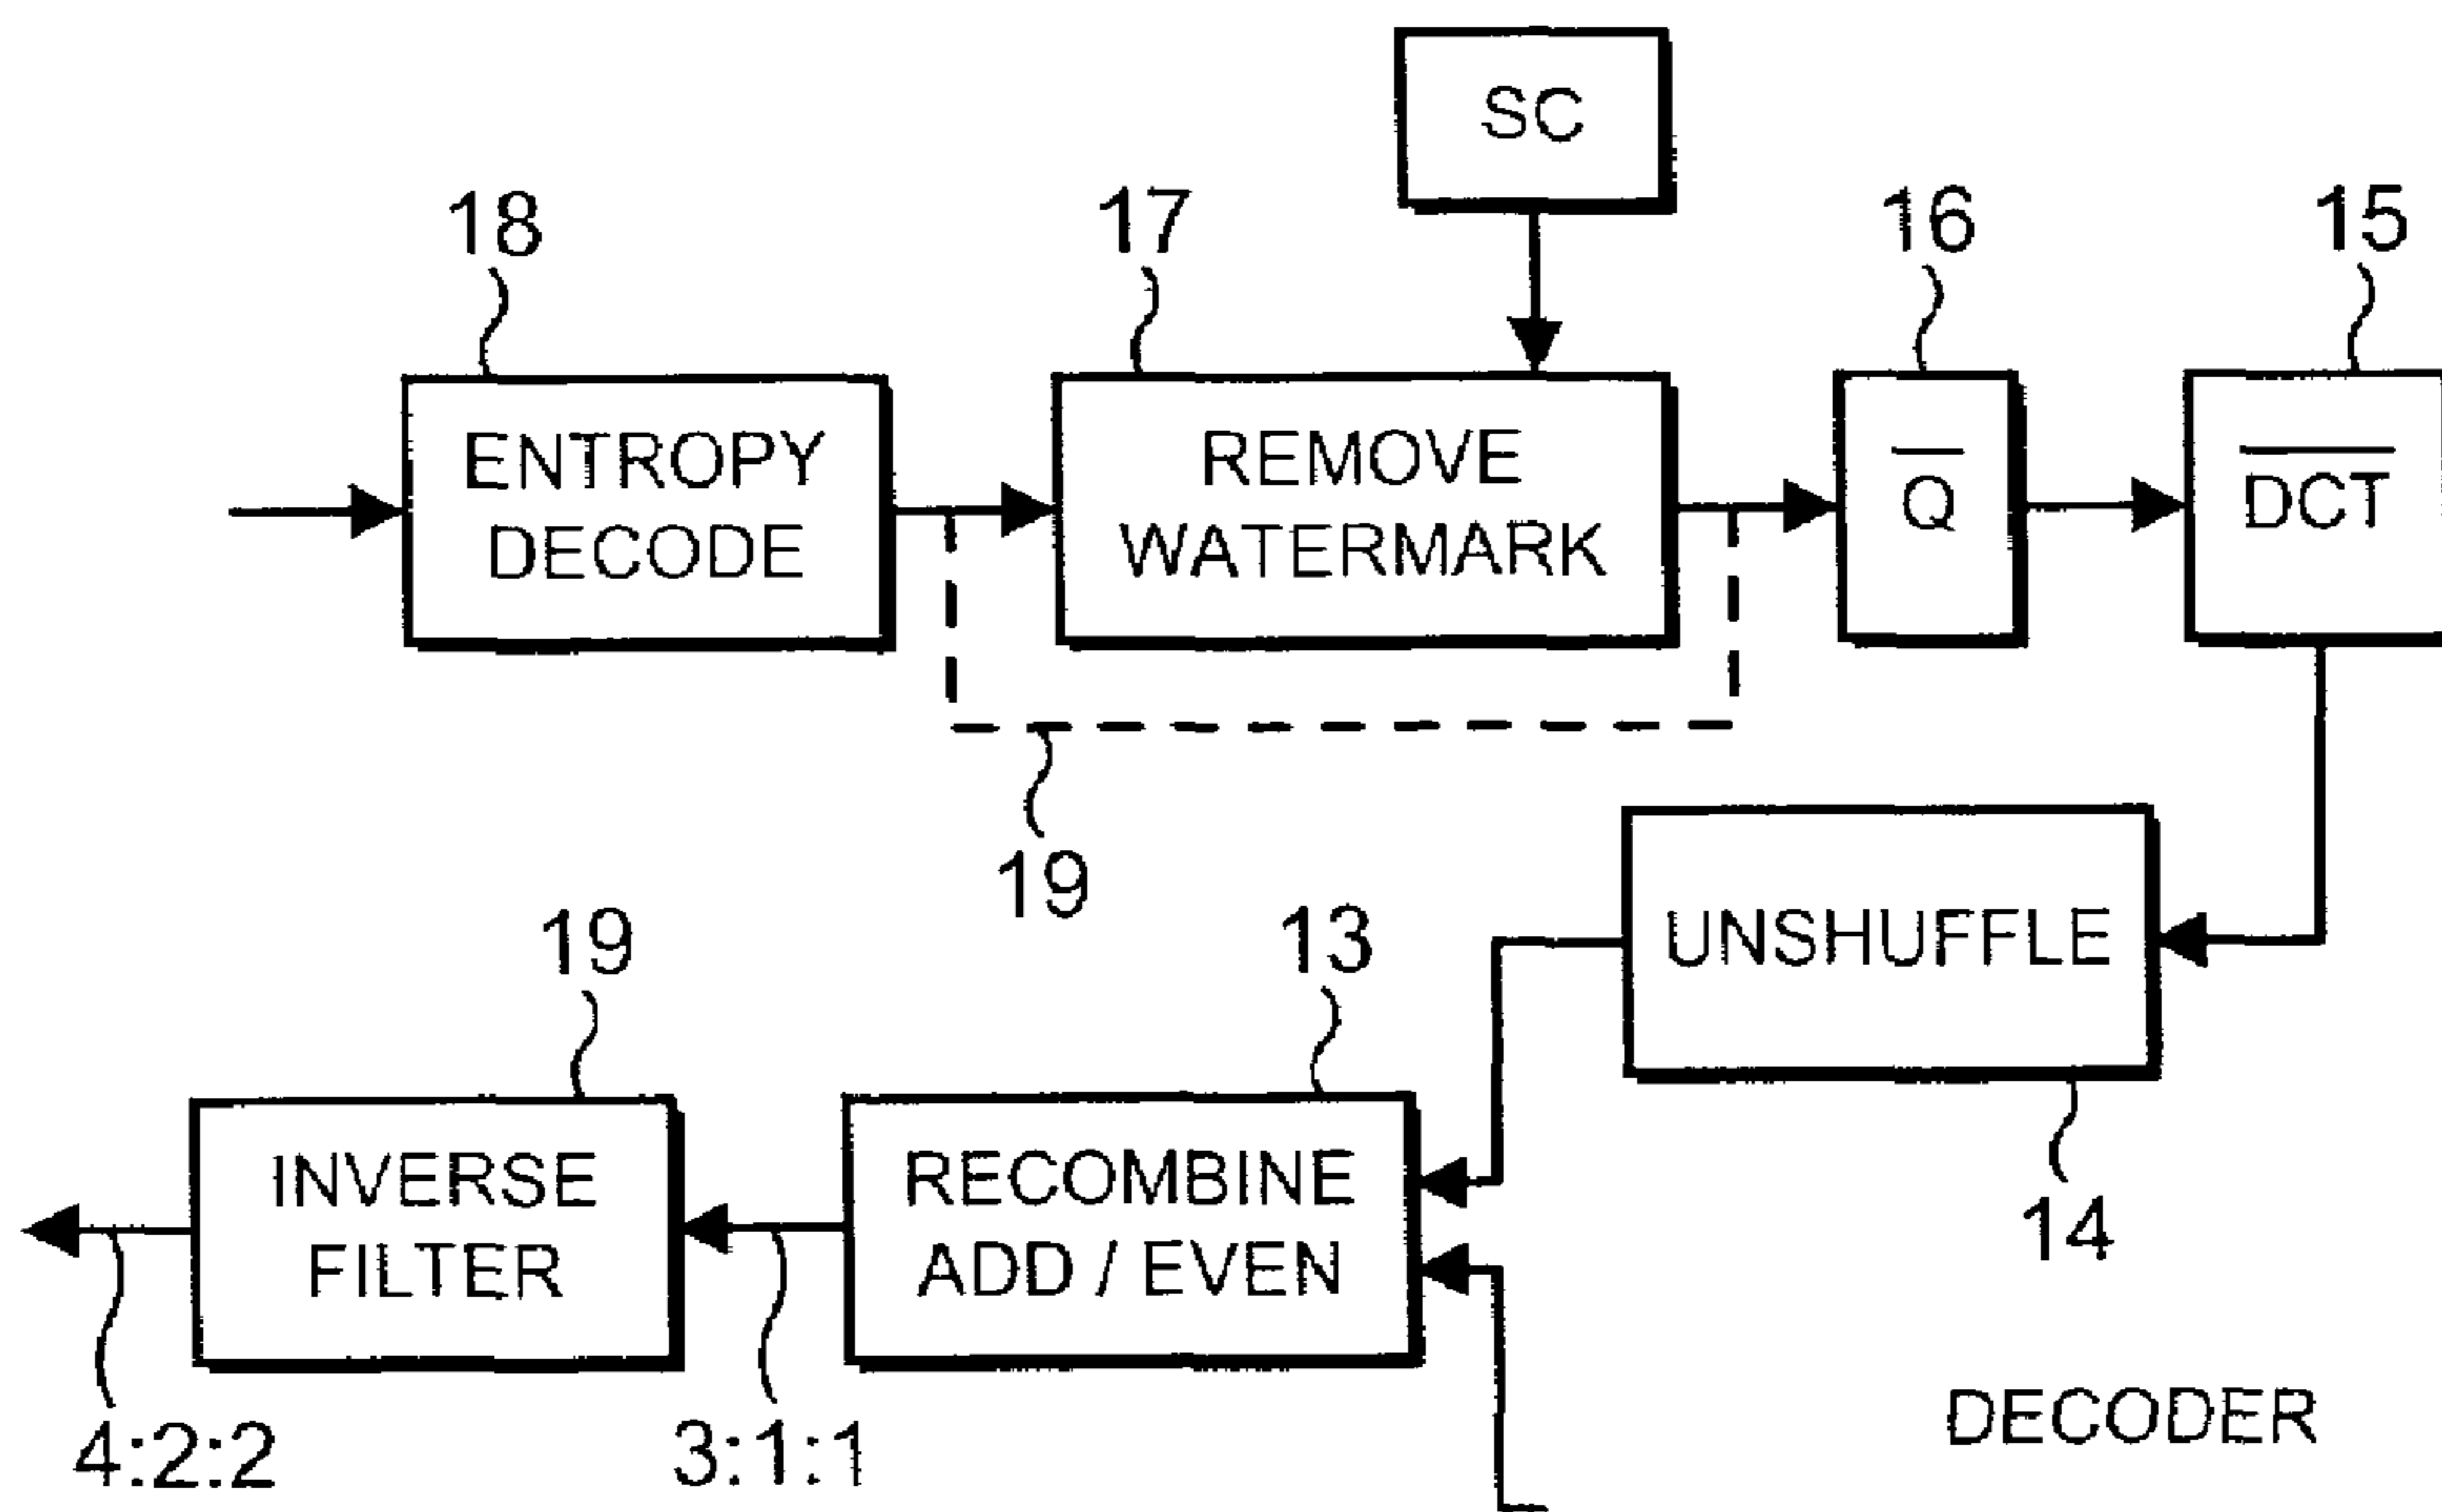 SC
18
17
16
15
ENTROPY
DECODE
REMOVE
WATERMARK
Q
DCT
19
UNSHUFFLE
14
19
13
INVERSE
FILTER
RECOMBINE
ADD / EVEN
4:2:2
3:1:1
DECODER